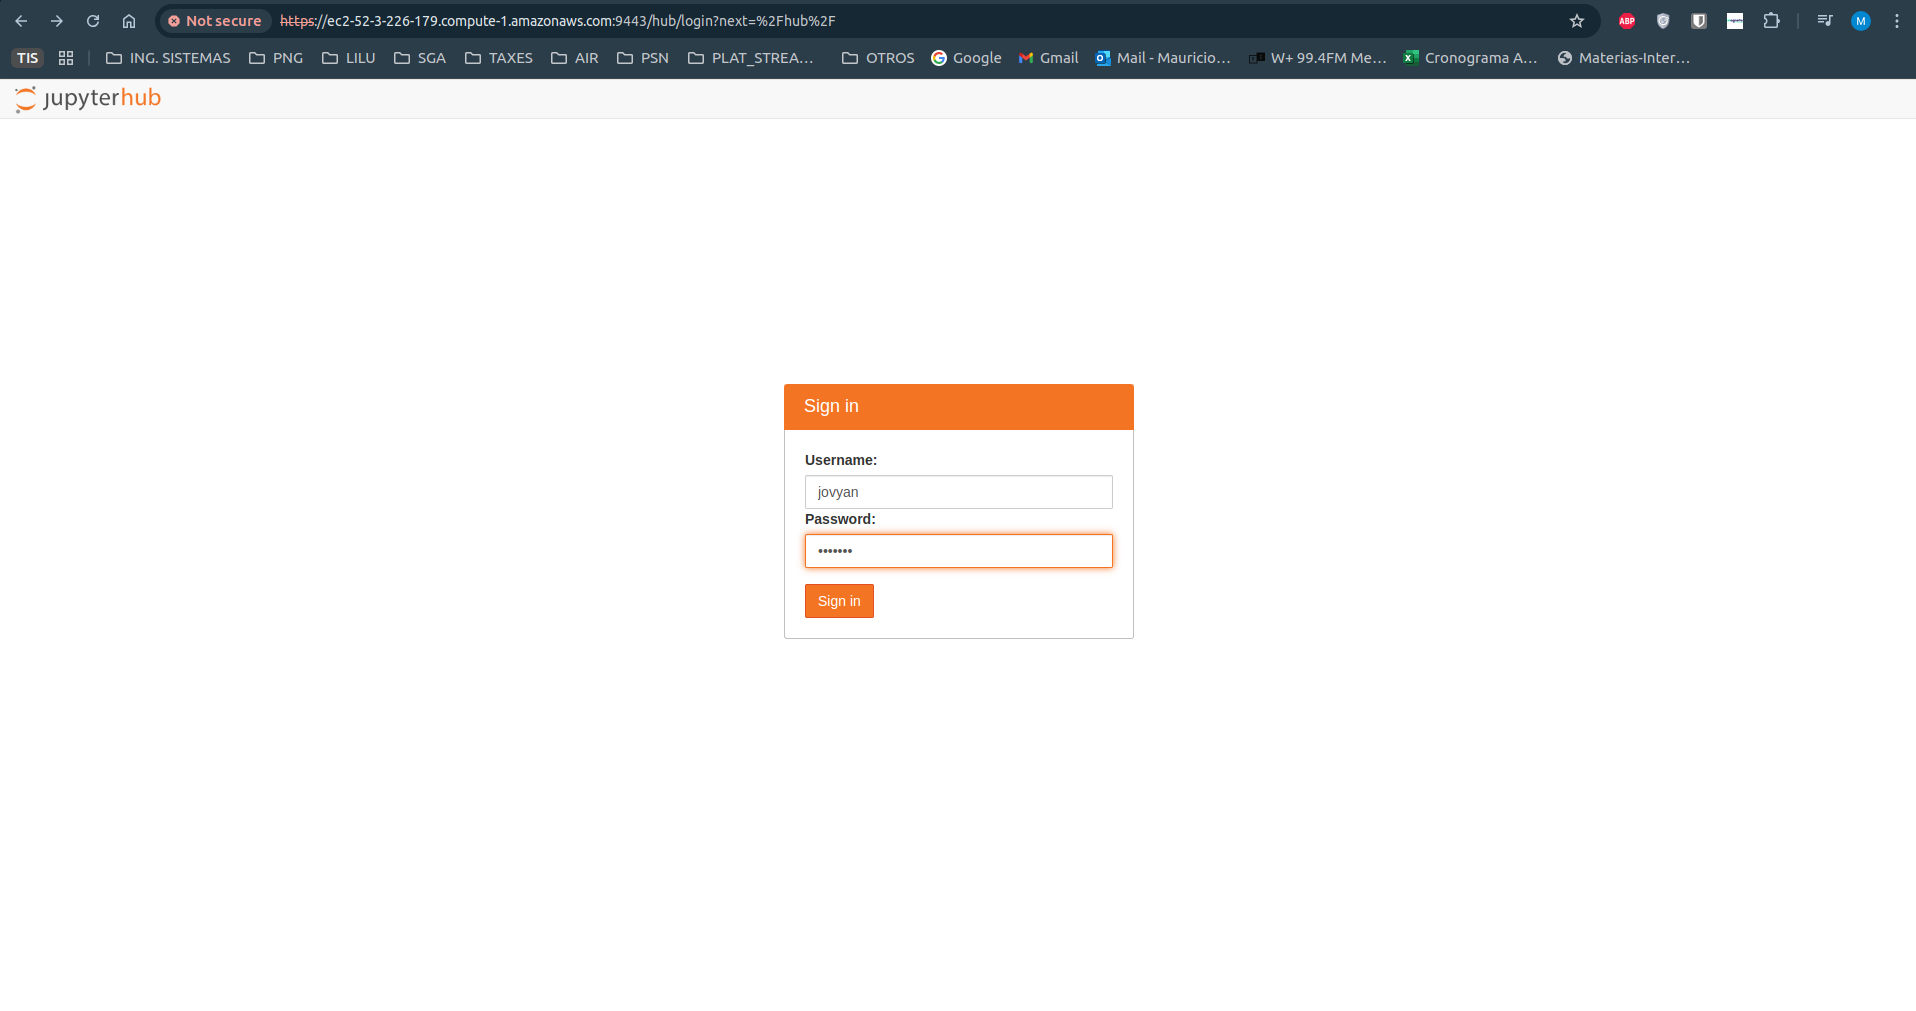 Not secure https://ec2-52-3-226-179.compute-1.amazonaws.com:9443/hub/login?next=%2Fhub%2F ABP M
TIS ING. SISTEMAS PNG LILU SGA TAXES AIR PSN PLAT_STREA... OTROS Google Gmail Mail - Mauricio... W+ 99.4FM Me... Cronograma A... Materias-Inter...
jupyterhub
Sign in
Username:
jovyan
Password:
•••••••
Sign in